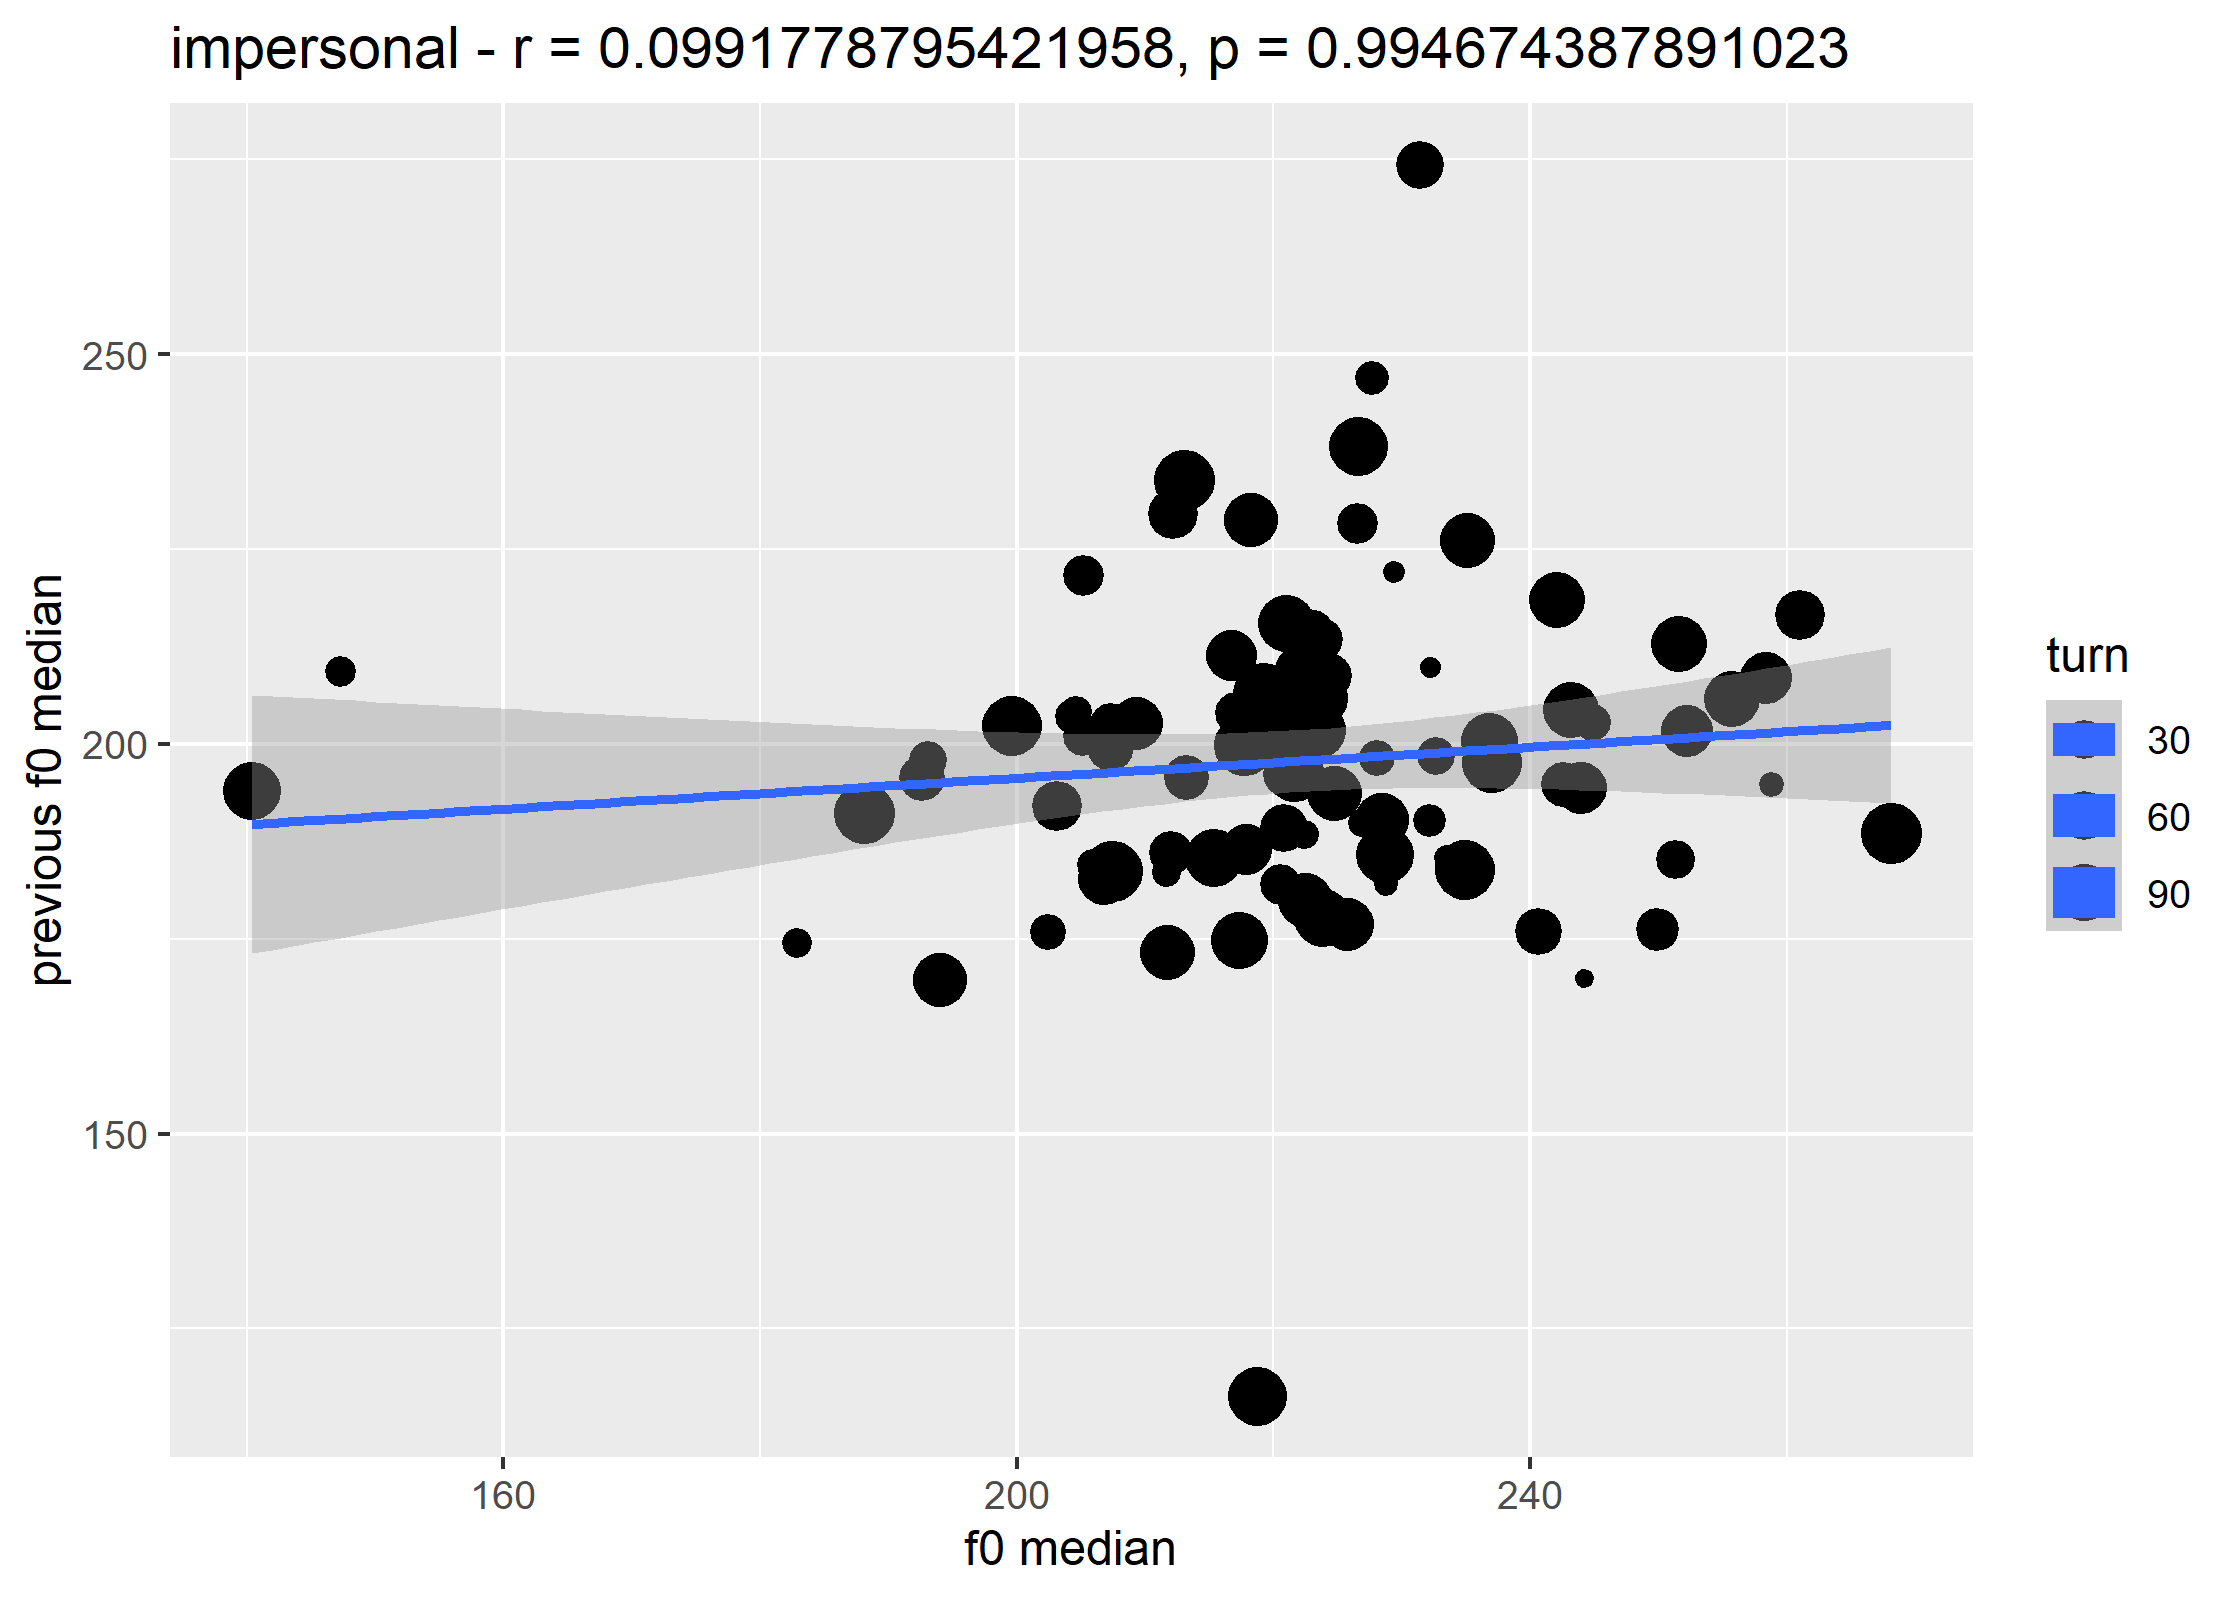 impersonal - r = 0.0991778795421958, p = 0.994674387891023
previous f0 median
250
200
150
160
200
240
f0 median
turn
30
60
90